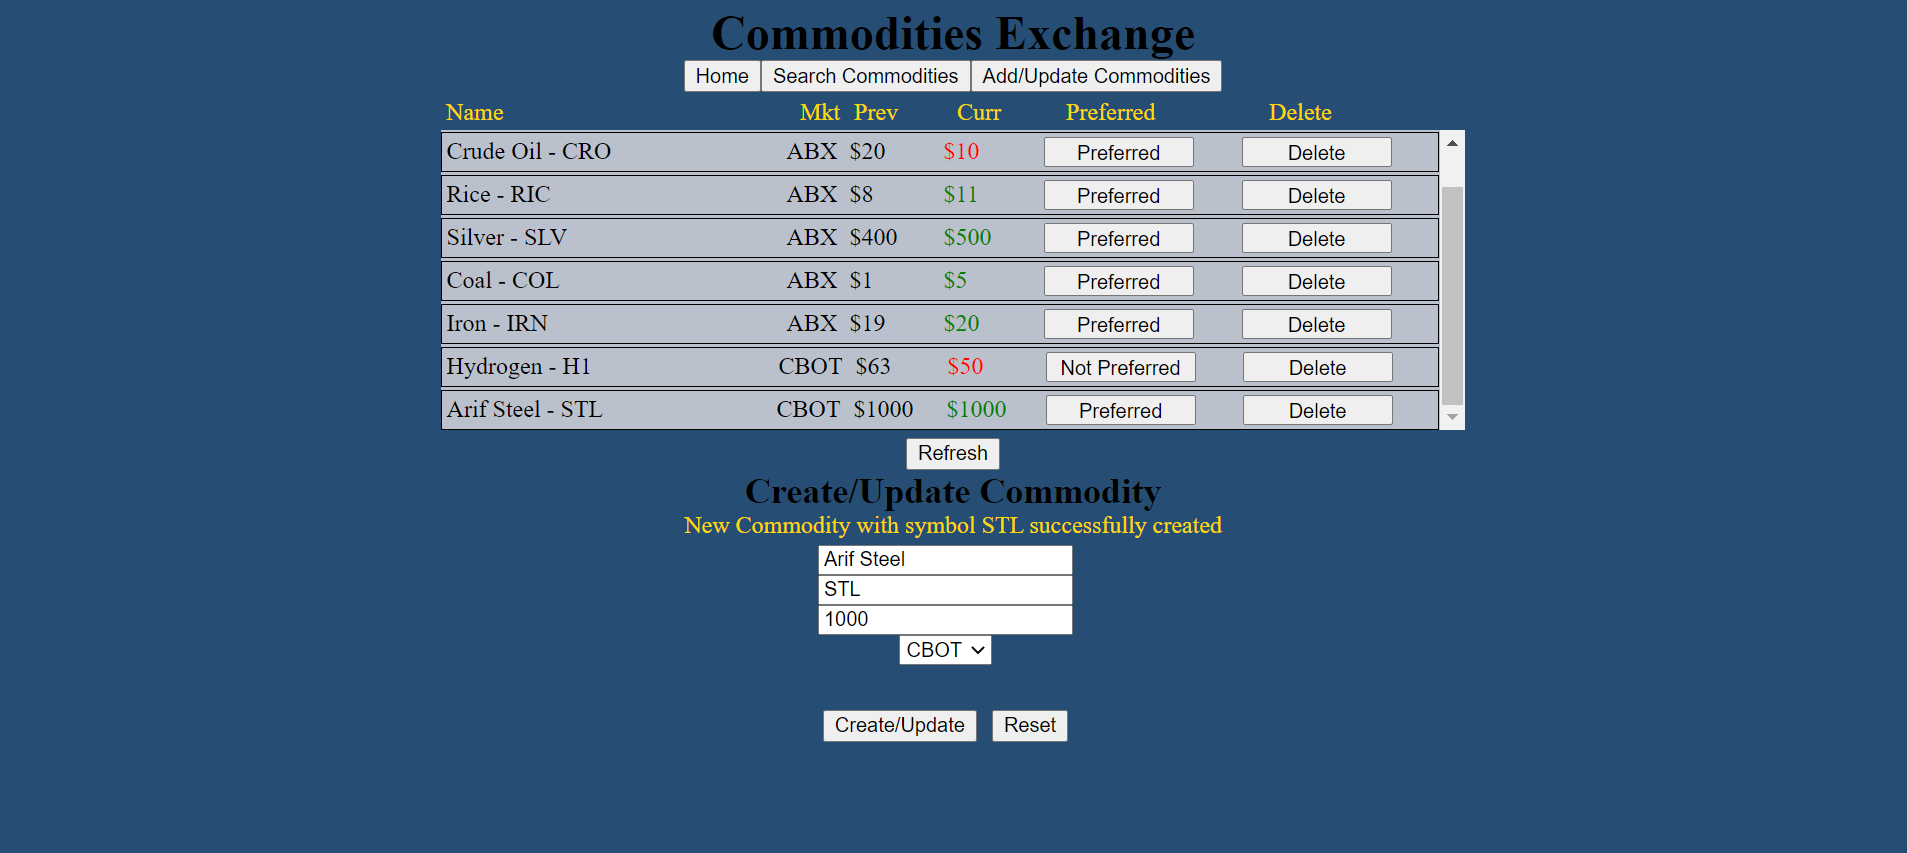 Commodities Exchange
Home Search Commodities Add/Update Commodities
Name Mkt Prev Curr Preferred Delete
Crude Oil - CRO ABX $20 $10 Preferred Delete
Rice - RIC ABX $8 $11 Preferred Delete
Silver - SLV ABX $400 $500 Preferred Delete
Coal - COL ABX $1 $5 Preferred Delete
Iron - IRN ABX $19 $20 Preferred Delete
Hydrogen - H1 CBOT $63 $50 Not Preferred Delete
Arif Steel - STL CBOT $1000 $1000 Preferred Delete
Refresh
Create/Update Commodity
New Commodity with symbol STL successfully created
Arif Steel
STL
1000
CBOT
Create/Update Reset